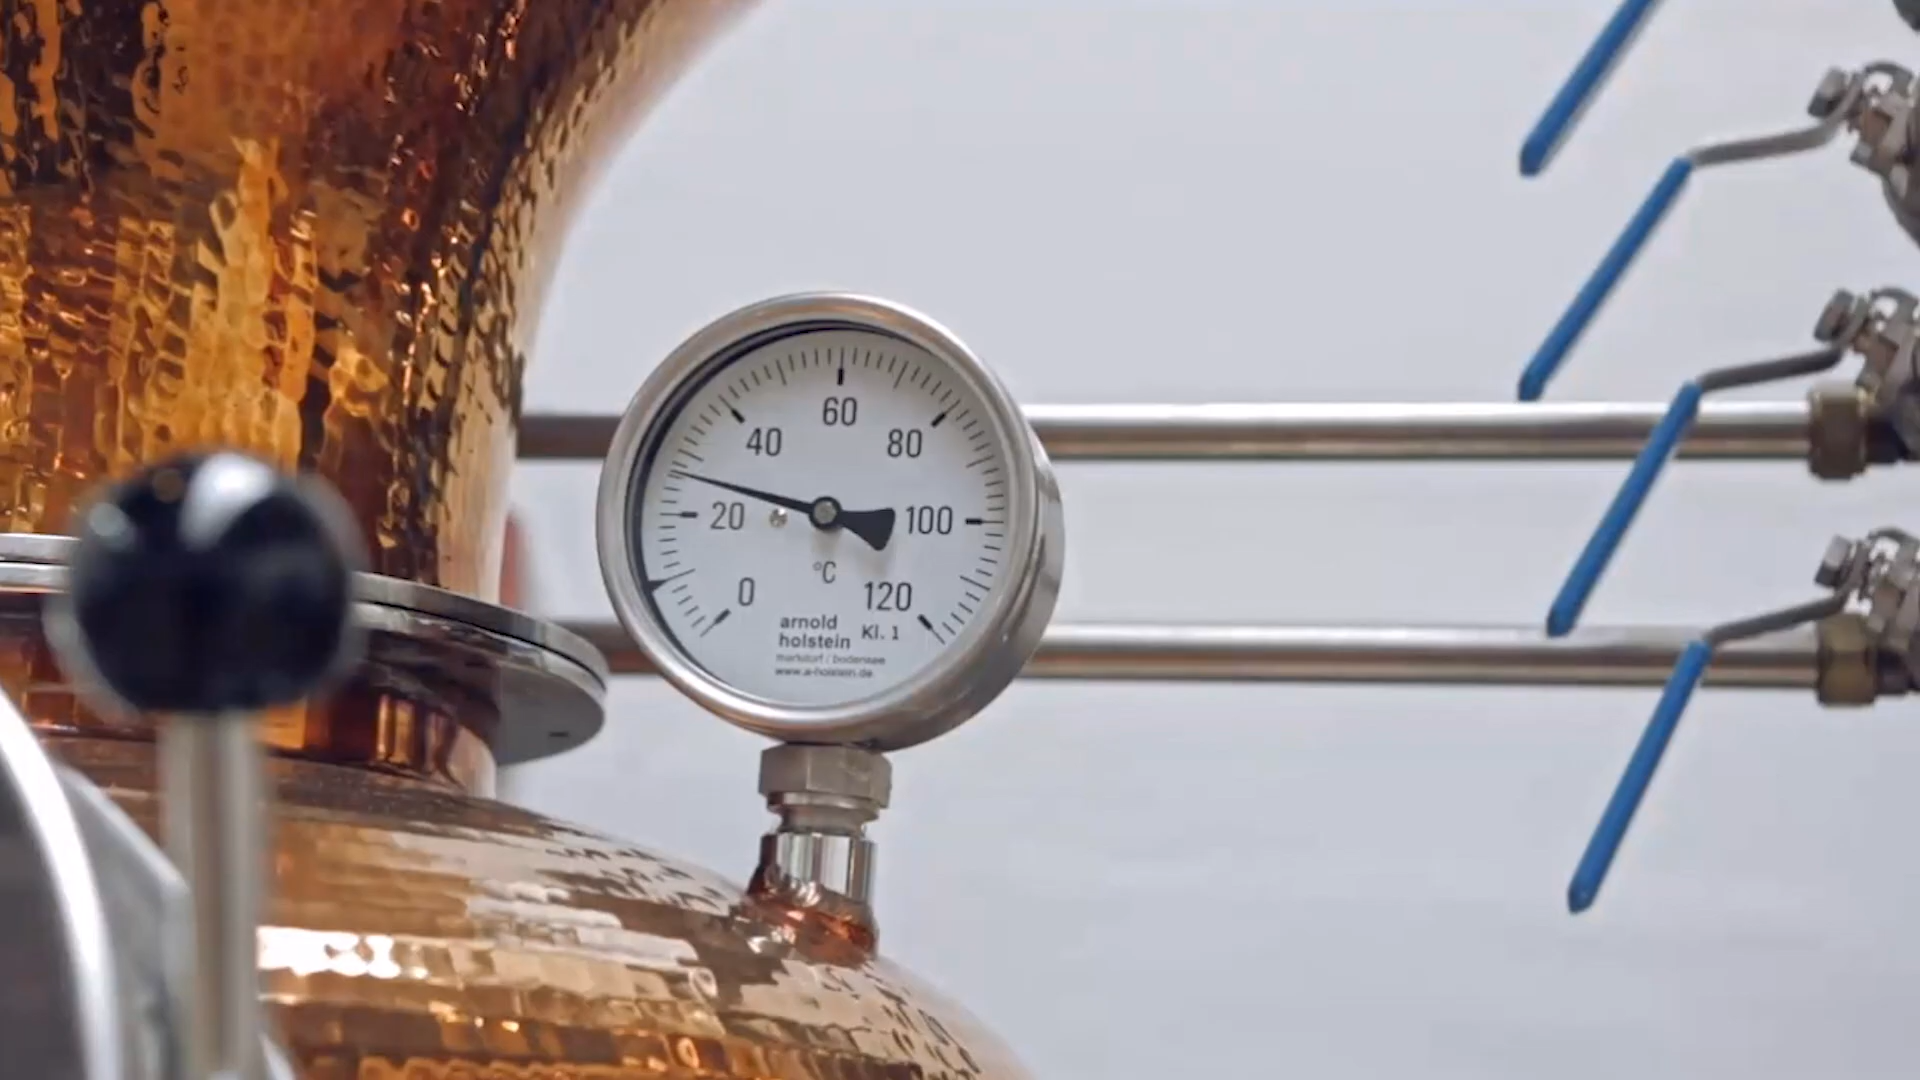 60
40
80
20
100
°C
0
120
arnold
holstein
Kl. 1
markdorf / bodensee
www.a-holstein.de